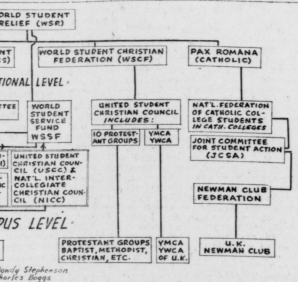 ORLD STUDENT
RELIEF (WSR)
WORLD STUDENT CHRISTIAN
FEDERATION (WSCF)
PAX ROMANA
(CATHOLIC)
TIONAL LEVEL
WORLD
STUDENT
SERVICE
FUND
WSSF
UNITED STUDENT
CHRISTIAN COUNCIL
INCLUDES:
10 PROTEST-
ANT GROUPS
YMCA
YWCA
NAT'L. FEDERATION
OF CATHOLIC COL-
LEGE STUDENTS
IN CATH. COLLEGES
JOINT COMMITTEE
FOR STUDENT ACTION
(JCSA)
UNITED STUDENT
CHRISTIAN COUN-
CIL (USCC) &
NAT'L. INTER-
COLLEGIATE
CHRISTIAN COUN-
CIL (NICC)
NEWMAN CLUB
FEDERATION
PUS LEVEL
PROTESTANT GROUPS
BAPTIST, METHODIST,
CHRISTIAN, ETC.
YMCA
YWCA
OF U.K.
U.K.
NEWMAN CLUB
Stephenson
Charles Boggs